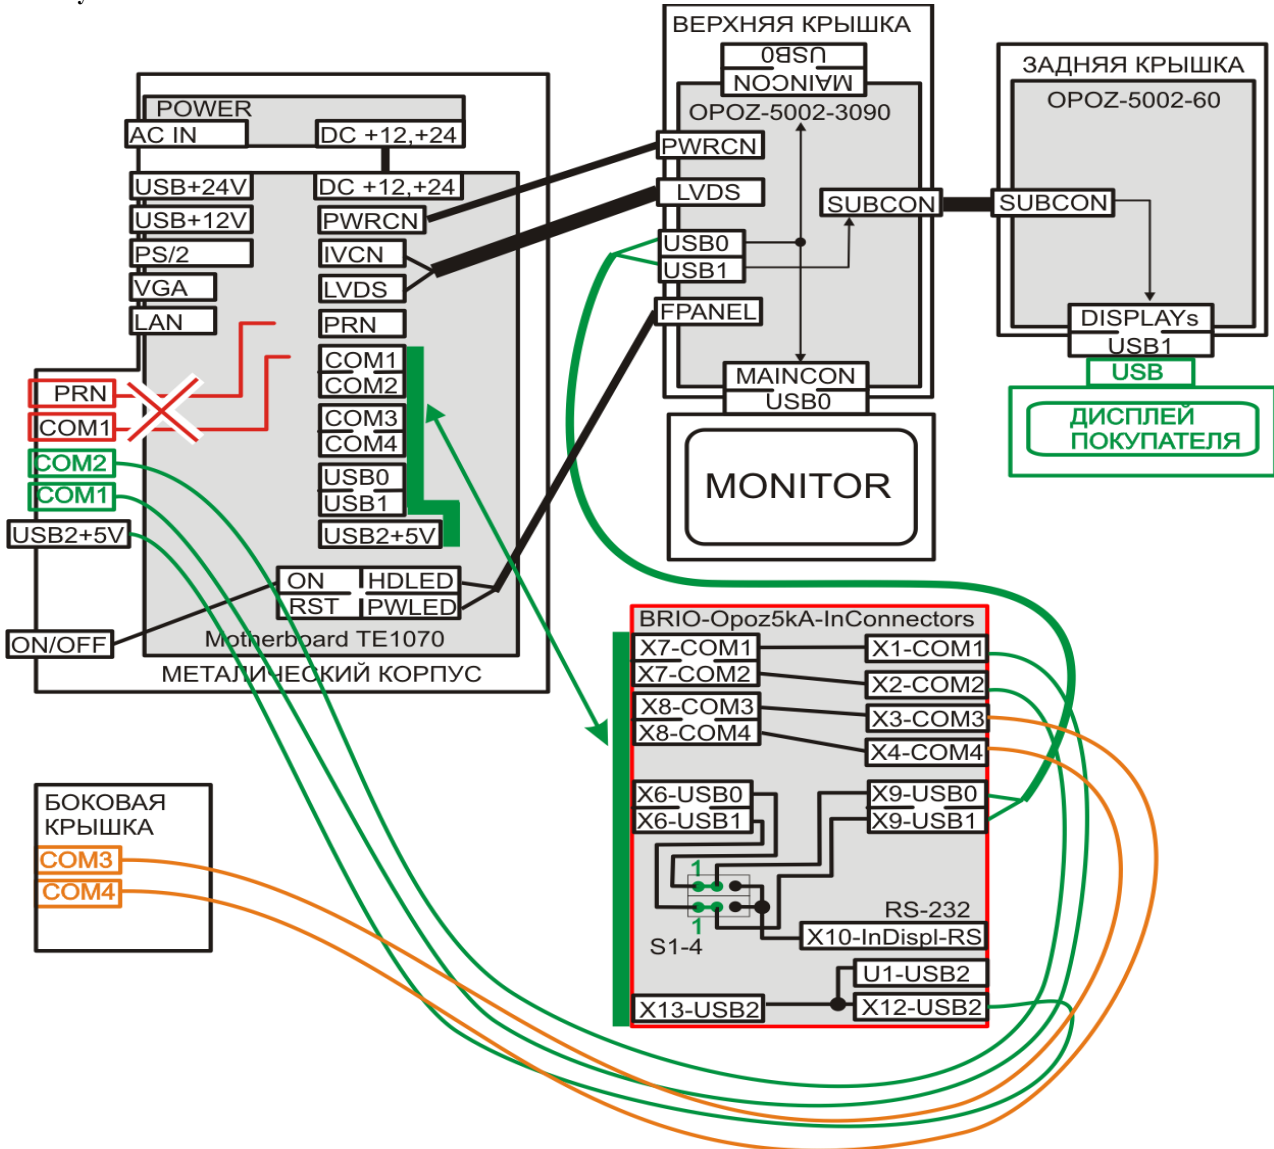 ВЕРХНЯЯ КРЫШКА
USB0
MAINCON
OPOZ-5002-3090
PWRCN
LVDS
SUBCON
USB0
USB1
FPANEL
MAINCON
USB0
MONITOR
ЗАДНЯЯ КРЫШКА
OPOZ-5002-60
SUBCON
DISPLAYs
USB1
USB
ДИСПЛЕЙ
ПОКУПАТЕЛЯ
POWER
AC IN
DC +12,+24
USB+24V
DC +12,+24
USB+12V
PWRCN
PS/2
IVCN
VGA
LVDS
LAN
PRN
COM1
COM2
COM3
COM4
USB0
USB1
USB2+5V
PRN
COM1
COM2
COM1
USB2+5V
ON/OFF
ON
HDLED
RST
PWLED
Motherboard TE1070
МЕТАЛИЧЕСКИЙ КОРПУС
БОКОВАЯ
КРЫШКА
COM3
COM4
BRIO-Opoz5kA-InConnectors
X7-COM1
X1-COM1
X7-COM2
X2-COM2
X8-COM3
X3-COM3
X8-COM4
X4-COM4
X6-USB0
X9-USB0
X6-USB1
X9-USB1
1
1
S1-4
RS-232
X10-InDispl-RS
U1-USB2
X13-USB2
X12-USB2